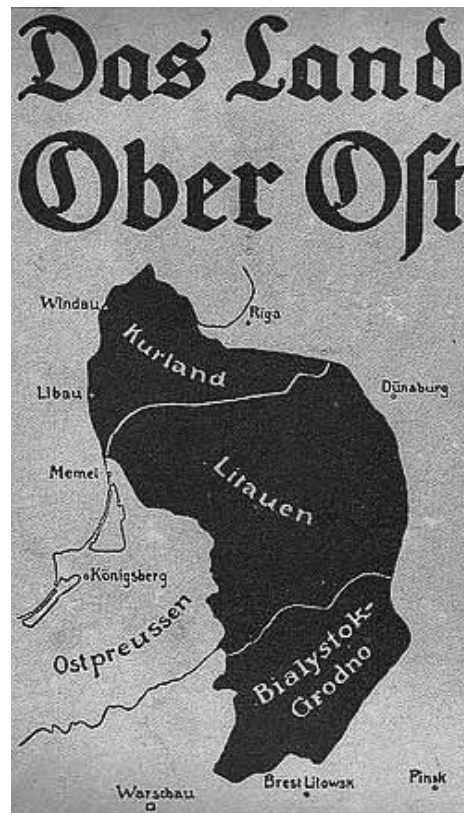 Das Land
Ober Ost
Windau
Riga
Kurland
Libau
Dünaburg
Memel
Litauen
Königsberg
Ostpreussen
Bialystok-
Grodno
Warschau
Brest Litowsk
Pinsk